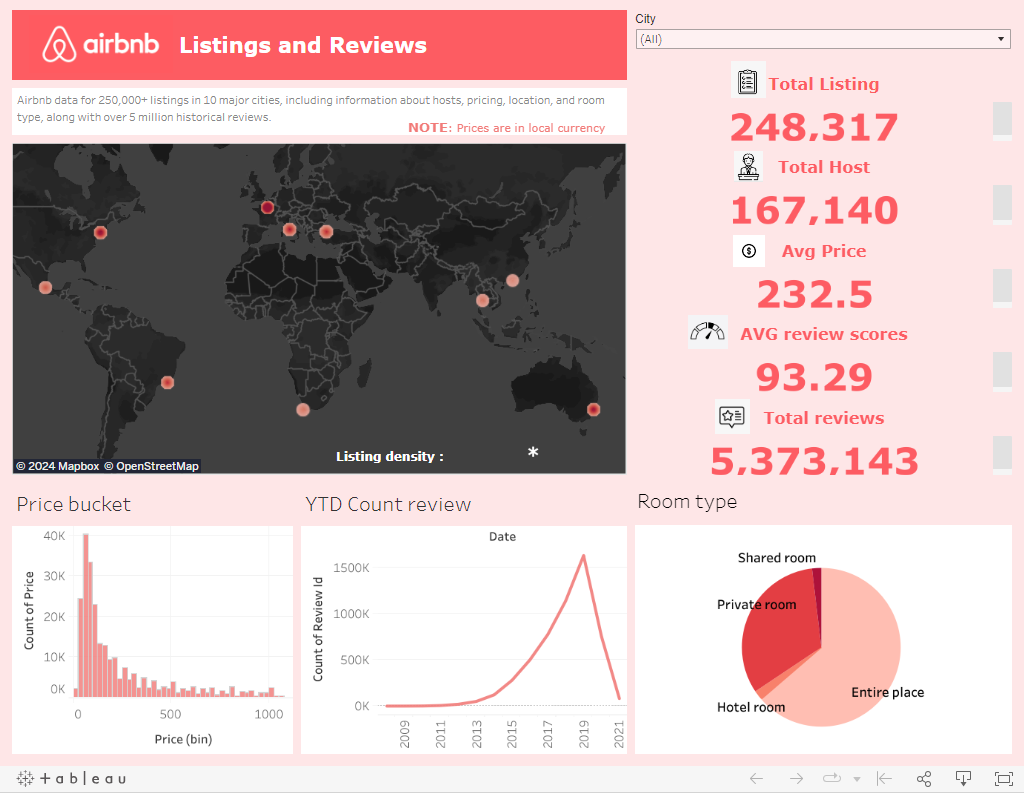 airbnb Listings and Reviews
City
(All)
Airbnb data for 250,000+ listings in 10 major cities, including information about hosts, pricing, location, and room
type, along with over 5 million historical reviews.
NOTE: Prices are in local currency
Total Listing
248,317
Total Host
167,140
Avg Price
232.5
AVG review scores
93.29
Total reviews
5,373,143
Listing density :
*
© 2024 Mapbox © OpenStreetMap
Price bucket
40K
30K
20K
10K
0K
Count of Price
0 500 1000
Price (bin)
YTD Count review
Date
1500K
1000K
500K
0K
Count of Review Id
2009 2011 2013 2015 2017 2019 2021
Room type
Shared room
Private room
Entire place
Hotel room
+ableau